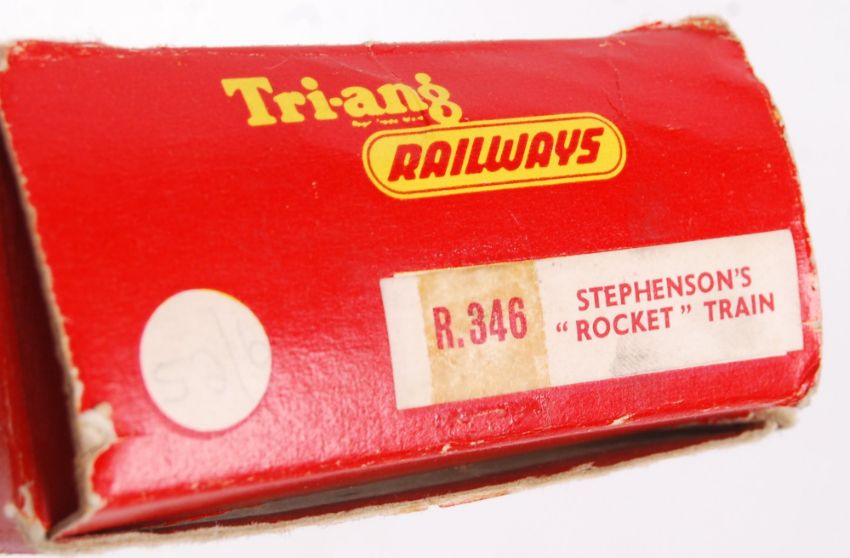 Tri-ang
RAILWAYS
R.346
STEPHENSON'S
"ROCKET" TRAIN